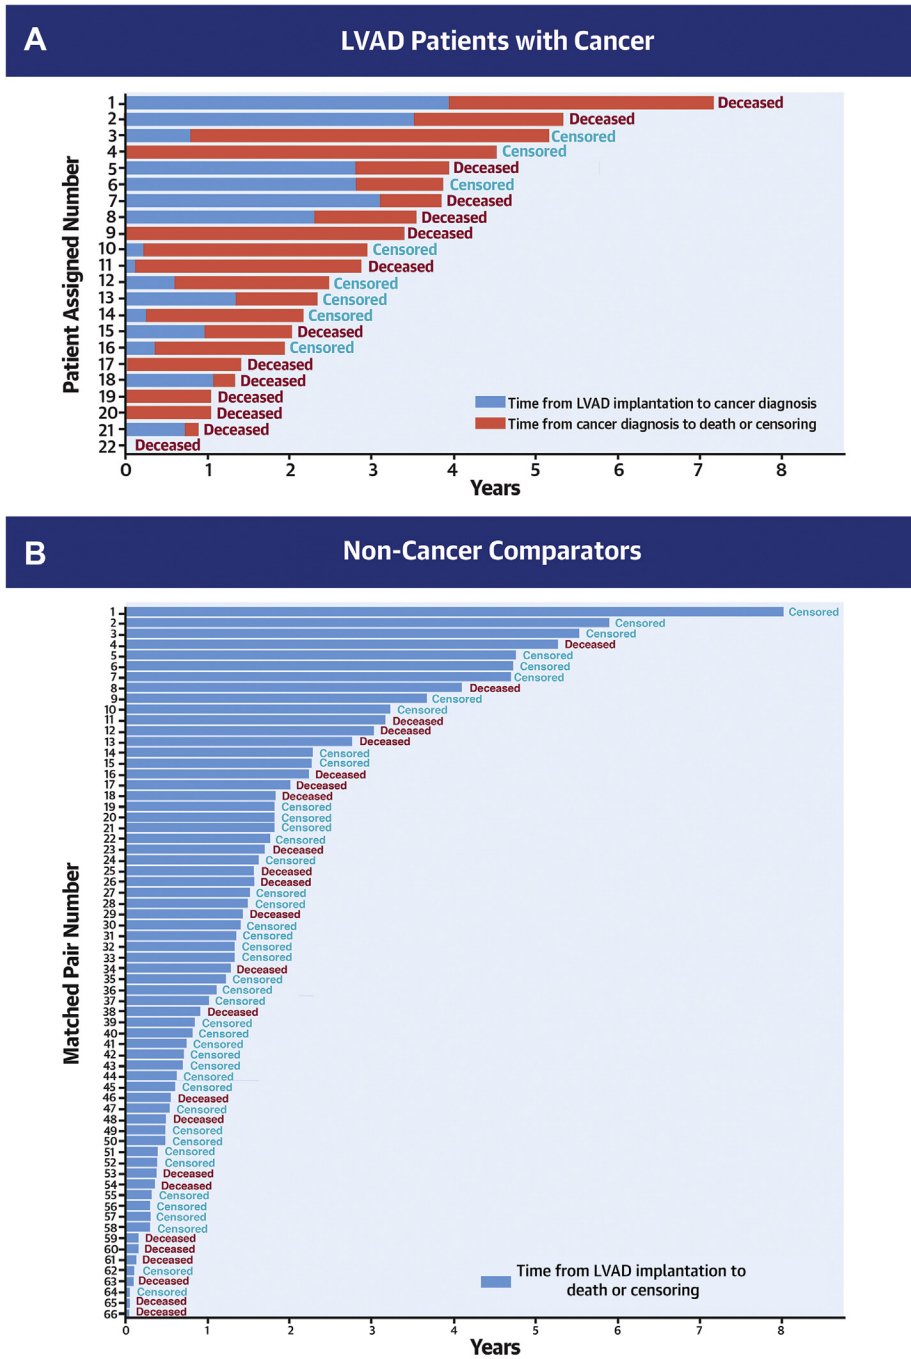 A
LVAD Patients with Cancer
Patient Assigned Number
1 Deceased
2 Deceased
3 Censored
4 Censored
5 Deceased
6 Censored
7 Deceased
8 Deceased
9 Deceased
10 Censored
11 Deceased
12 Censored
13 Censored
14 Censored
15 Deceased
16 Censored
17 Deceased
18 Deceased
19 Deceased
20 Deceased
21 Deceased
22 Deceased
Time from LVAD implantation to cancer diagnosis
Time from cancer diagnosis to death or censoring
0 1 2 3 4 5 6 7 8
Years
B
Non-Cancer Comparators
Matched Pair Number
1 Censored
2 Censored
3 Censored
4 Deceased
5 Censored
6 Censored
7 Censored
8 Deceased
9 Censored
10 Censored
11 Deceased
12 Deceased
13 Deceased
14 Censored
15 Censored
16 Deceased
17 Deceased
18 Deceased
19 Censored
20 Censored
21 Censored
22 Censored
23 Deceased
24 Censored
25 Deceased
26 Deceased
27 Censored
28 Censored
29 Deceased
30 Censored
31 Censored
32 Censored
33 Censored
34 Deceased
35 Censored
36 Censored
37 Censored
38 Deceased
39 Censored
40 Censored
41 Censored
42 Censored
43 Censored
44 Censored
45 Censored
46 Deceased
47 Censored
48 Deceased
49 Censored
50 Censored
51 Censored
52 Censored
53 Deceased
54 Deceased
55 Censored
56 Censored
57 Censored
58 Censored
59 Deceased
60 Deceased
61 Deceased
62 Censored
63 Deceased
64 Censored
65 Deceased
66 Deceased
Time from LVAD implantation to
death or censoring
0 1 2 3 4 5 6 7 8
Years